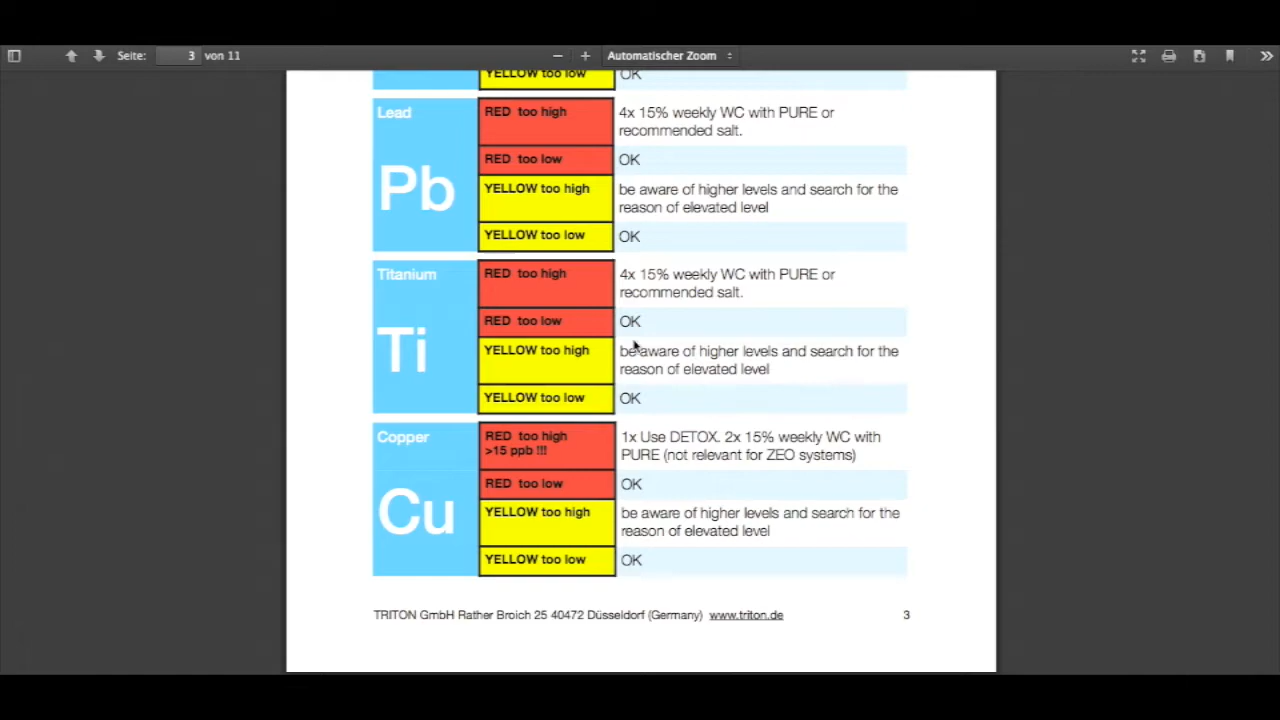 Seite: 3 von 11
Automatischer Zoom
YELLOW too low OK
Lead
Pb
RED too high
4x 15% weekly WC with PURE or
recommended salt.
RED too low
OK
YELLOW too high
be aware of higher levels and search for the
reason of elevated level
YELLOW too low
OK
Titanium
Ti
RED too high
4x 15% weekly WC with PURE or
recommended salt.
RED too low
OK
YELLOW too high
be aware of higher levels and search for the
reason of elevated level
YELLOW too low
OK
Copper
Cu
RED too high
>15 ppb !!!
1x Use DETOX. 2x 15% weekly WC with
PURE (not relevant for ZEO systems)
RED too low
OK
YELLOW too high
be aware of higher levels and search for the
reason of elevated level
YELLOW too low
OK
TRITON GmbH Rather Broich 25 40472 Düsseldorf (Germany) www.triton.de 3